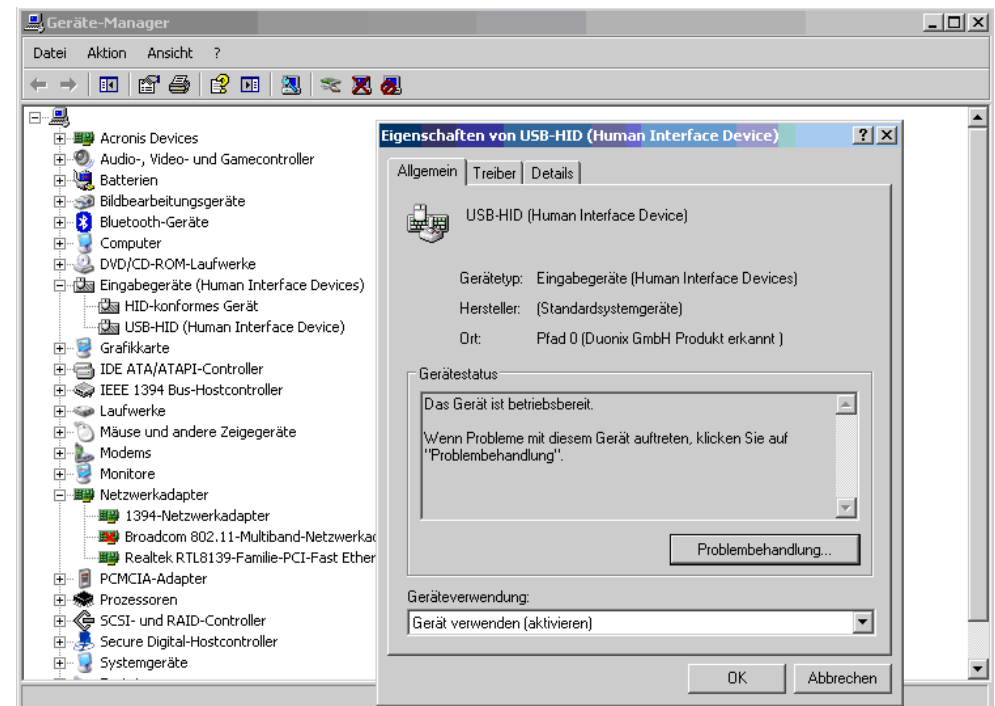 Geräte-Manager
Datei Aktion Ansicht ?
Acronis Devices
Audio-, Video- und Gamecontroller
Batterien
Bildbearbeitungsgeräte
Bluetooth-Geräte
Computer
DVD/CD-ROM-Laufwerke
Eingabegeräte (Human Interface Devices)
HID-konformes Gerät
USB-HID (Human Interface Device)
Grafikkarte
IDE ATA/ATAPI-Controller
IEEE 1394 Bus-Hostcontroller
Laufwerke
Mäuse und andere Zeigegeräte
Modems
Monitore
Netzwerkadapter
1394-Netzwerkadapter
Broadcom 802.11-Multiband-Netzwerka
Realtek RTL8139-Familie-PCI-Fast Ether
PCMCIA-Adapter
Prozessoren
SCSI- und RAID-Controller
Secure Digital-Hostcontroller
Systemgeräte
Eigenschaften von USB-HID (Human Interface Device)
Allgemein Treiber Details
USB-HID (Human Interface Device)
Gerätetyp: Eingabegeräte (Human Interface Devices)
Hersteller: (Standardsystemgeräte)
Ort: Pfad 0 (Duonix GmbH Produkt erkannt )
Gerätestatus
Das Gerät ist betriebsbereit.
Wenn Probleme mit diesem Gerät auftreten, klicken Sie auf
"Problembehandlung".
Problembehandlung...
Geräteverwendung:
Gerät verwenden (aktivieren)
OK Abbrechen